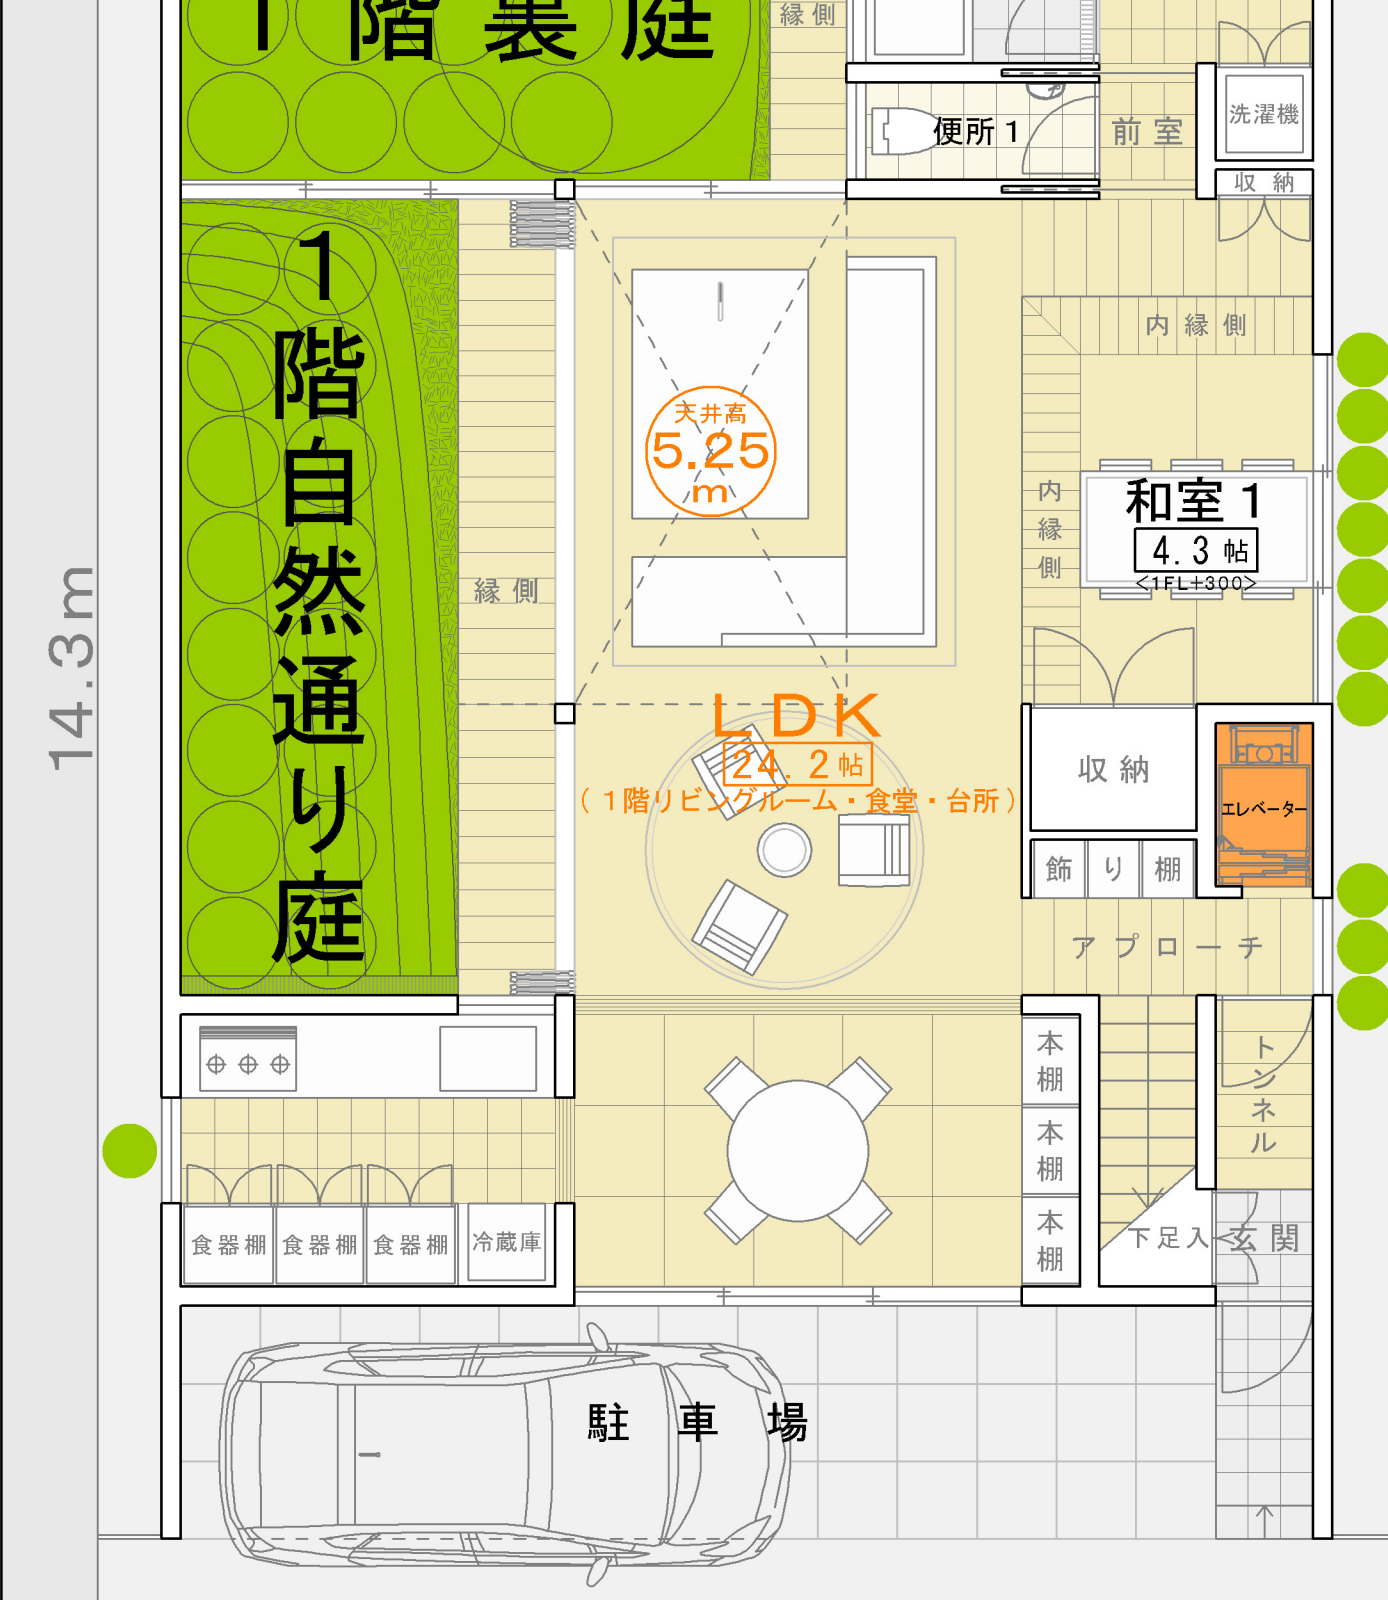 1階裏庭
縁側
便所1
前室
洗濯機
収納
1階自然通り庭
内縁側
天井高
5.25
m
内縁側
和室1
4.3帖
<1FL+300>
縁側
14.3m
LDK
24.2帖
(1階リビングルーム・食堂・台所)
収納
エレベーター
飾り棚
アプローチ
本棚
本棚
本棚
トンネル
食器棚
食器棚
食器棚
冷蔵庫
下足入
玄関
駐車場